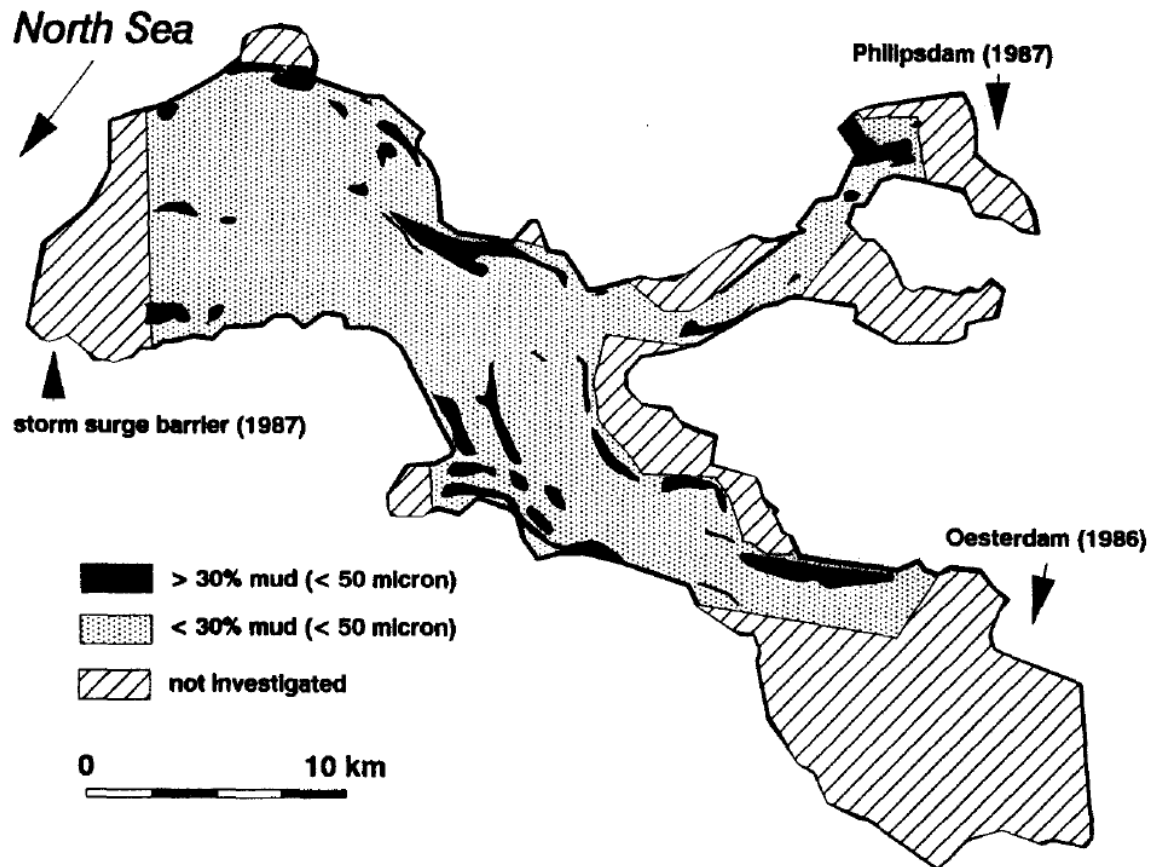 North Sea
Philipsdam (1987)
storm surge barrier (1987)
Oesterdam (1986)
> 30% mud (< 50 micron)
< 30% mud (< 50 micron)
not investigated
0 10 km